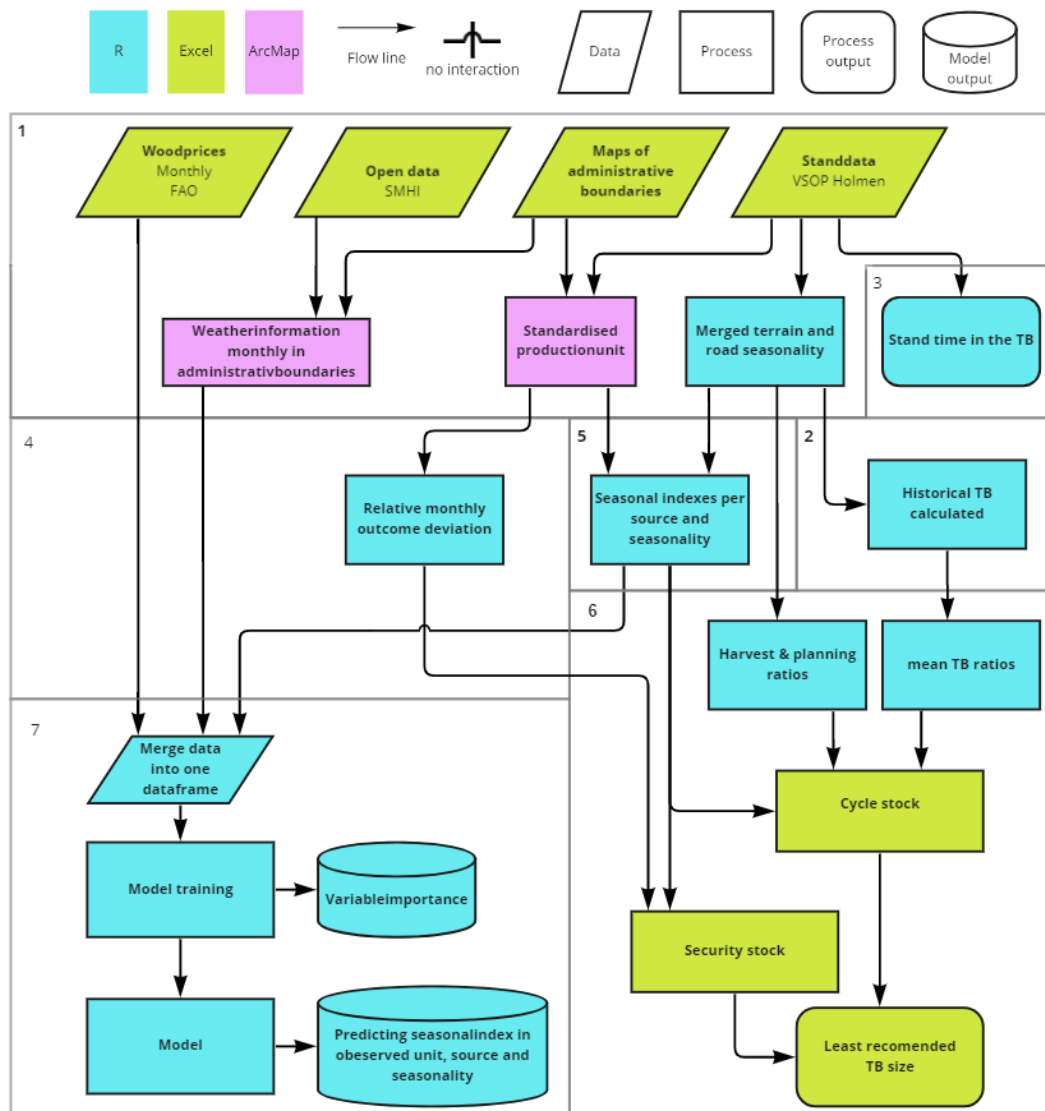 R
Excel
ArcMap
Flow line
no interaction
Data
Process
Process
output
Model
output
1
Woodprices
Monthly
FAO
Open data
SMHI
Maps of
administrative
boundaries
Standdata
VSOP Holmen
3
Weatherinformation
monthly in
administrativboundaries
Standardised
productionunit
Merged terrain and
road seasonality
Stand time in the TB
4
5
2
Relative monthly
outcome deviation
Seasonal indexes per
source and
seasonality
Historical TB
calculated
6
Harvest & planning
ratios
mean TB ratios
7
Merge data
into one
dataframe
Cycle stock
Model training
Variableimportance
Security stock
Model
Predicting seasonalindex in
obeserved unit, source and
seasonality
Least recomended
TB size